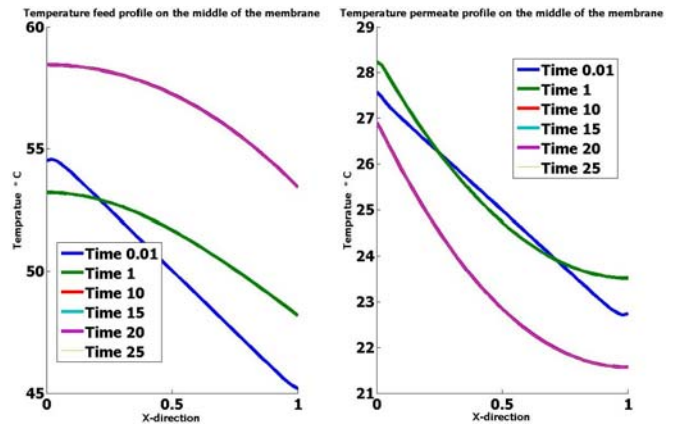 Temperature feed profile on the middle of the membrane
60
55
50
45
Tempratue ° C
Time 0.01
Time 1
Time 10
Time 15
Time 20
Time 25
0
0.5
1
X-direction
Temperature permeate profile on the middle of the membrane
29
28
27
26
25
24
23
22
21
Tempratue ° C
Time 0.01
Time 1
Time 10
Time 15
Time 20
Time 25
0
0.5
1
X-direction